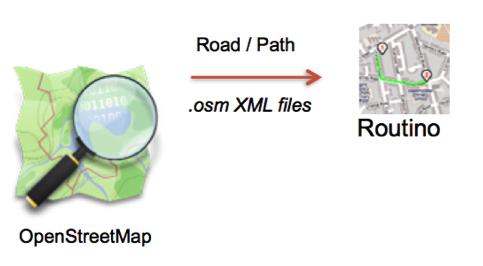 Road / Path
.osm XML files
Routino
OpenStreetMap